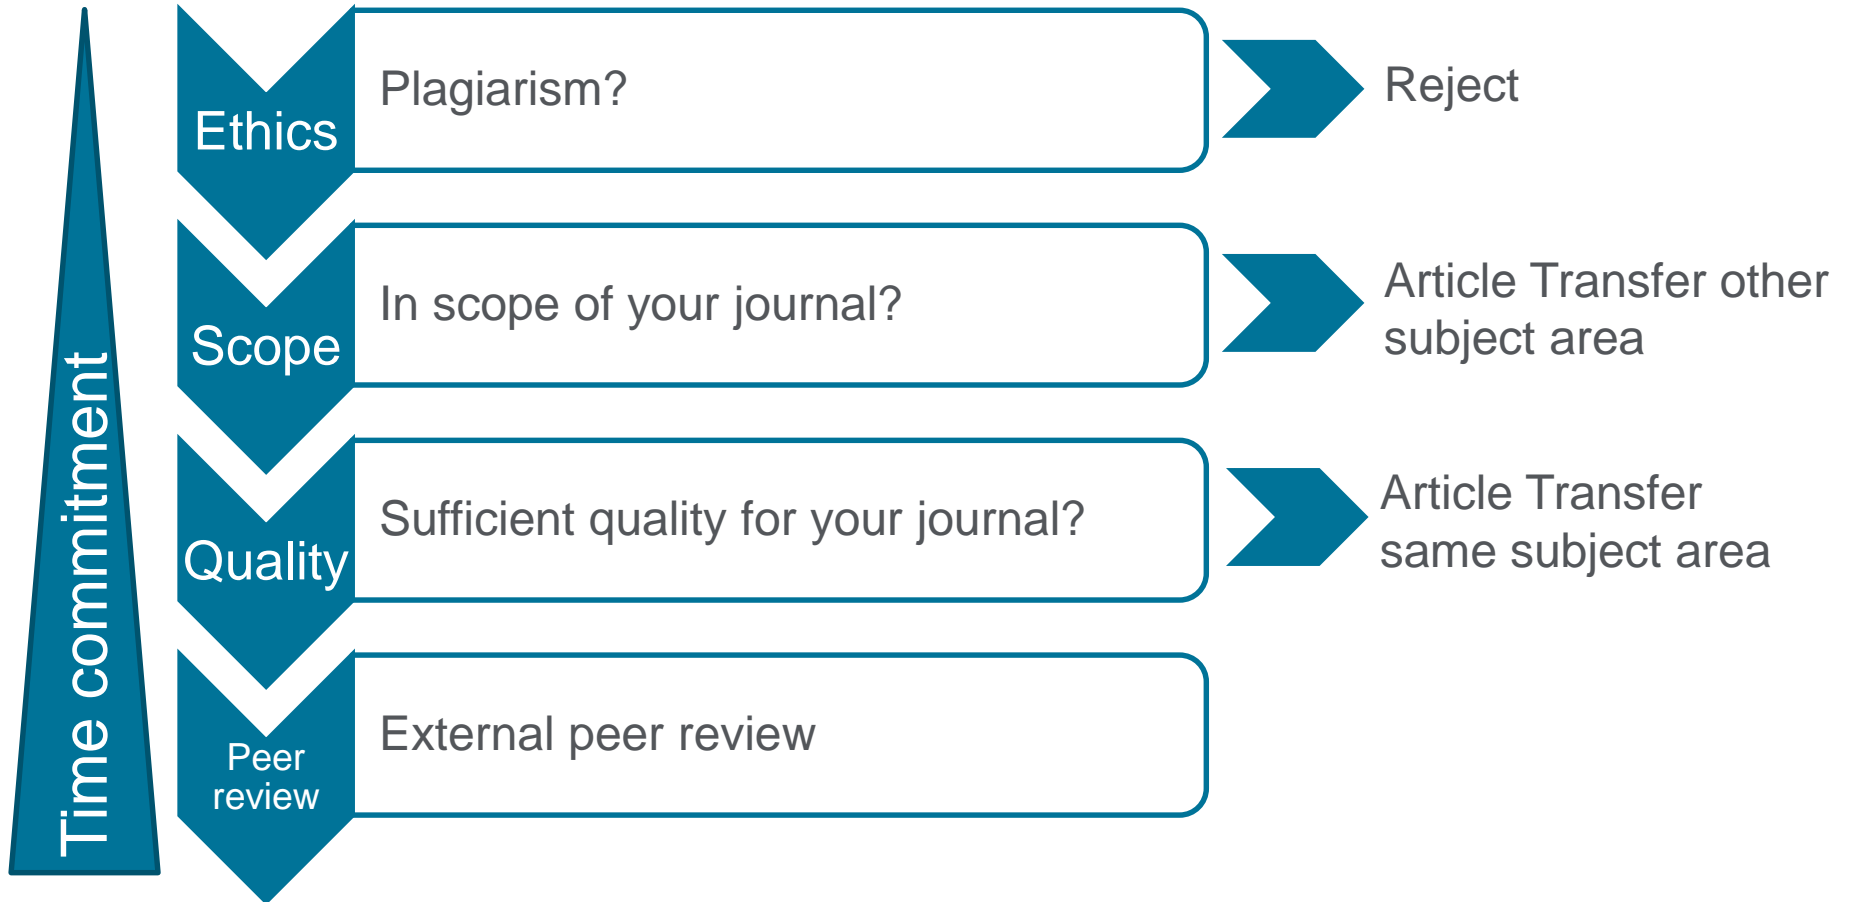 Time commitment
Ethics
Plagiarism?
Reject
Scope
In scope of your journal?
Article Transfer other
subject area
Quality
Sufficient quality for your journal?
Article Transfer
same subject area
Peer
review
External peer review